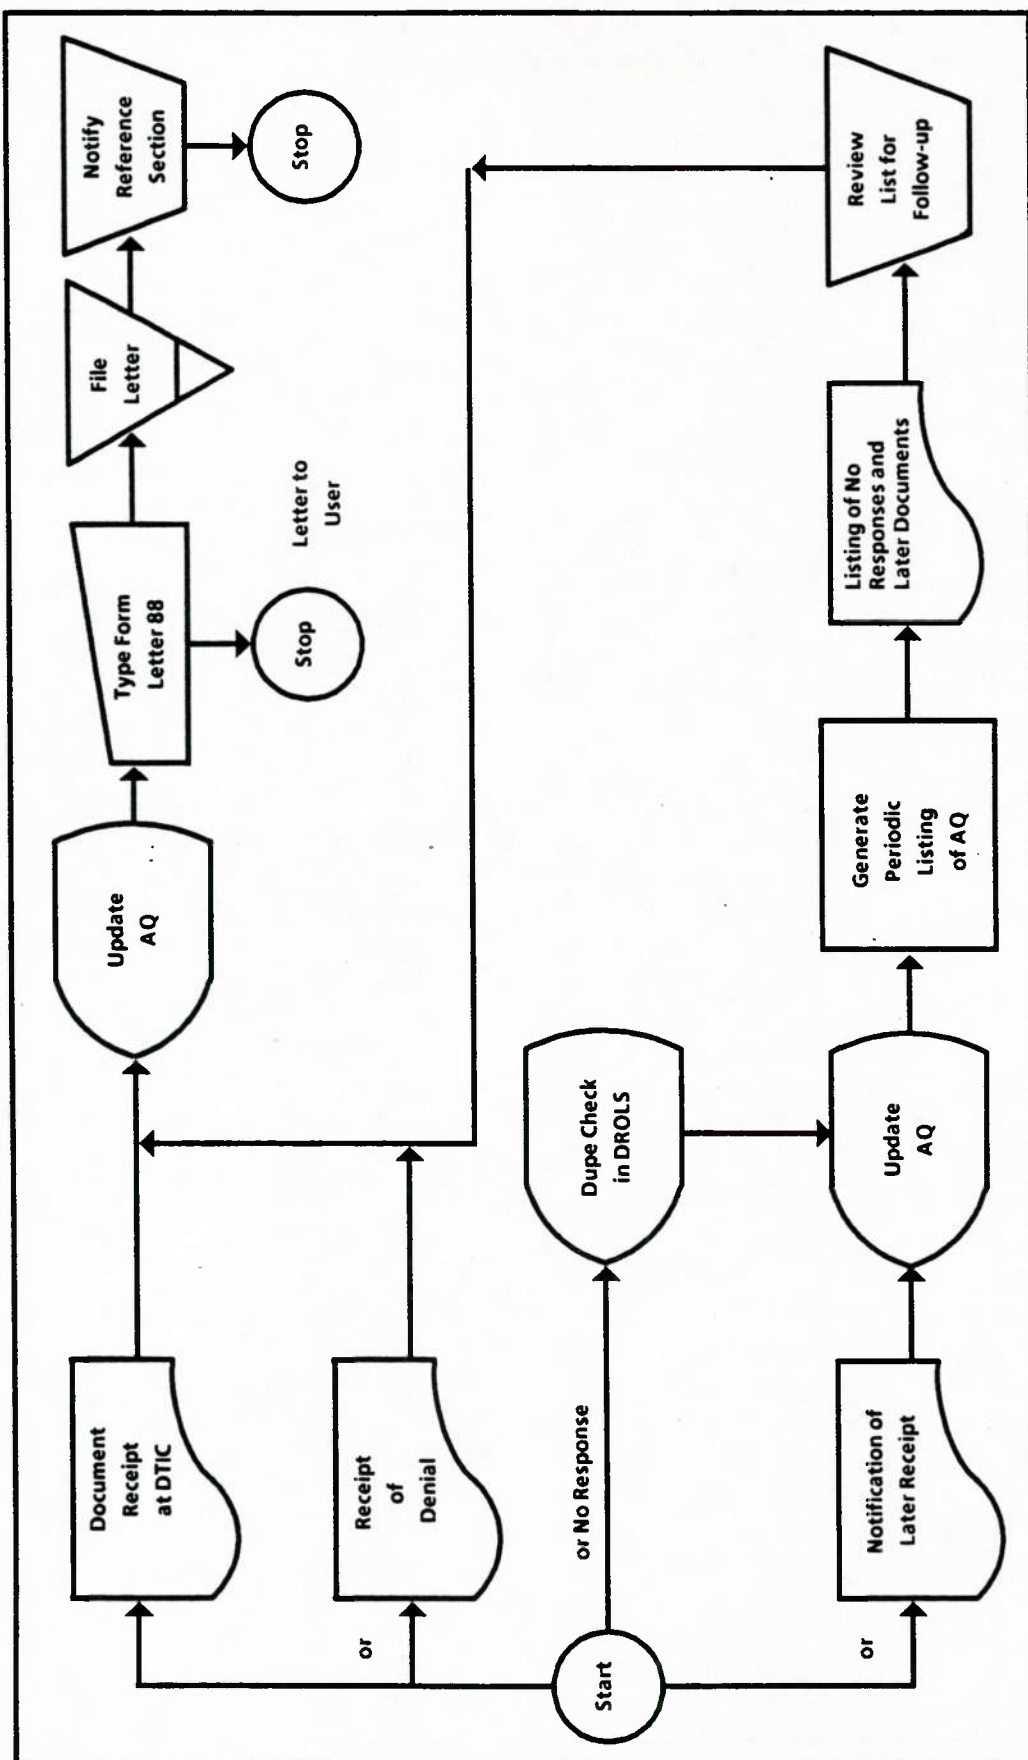 Start
or
or
or No Response
Document
Receipt
at DTIC
Receipt
of
Denial
Notification of
Later Receipt
Dupe Check
in DROLS
Update
AQ
Update
AQ
Type Form
Letter 88
Stop
Letter to
User
File
Letter
Notify
Reference
Section
Stop
Generate
Periodic
Listing
of AQ
Listing of No
Responses and
Later Documents
Review
List for
Follow-up